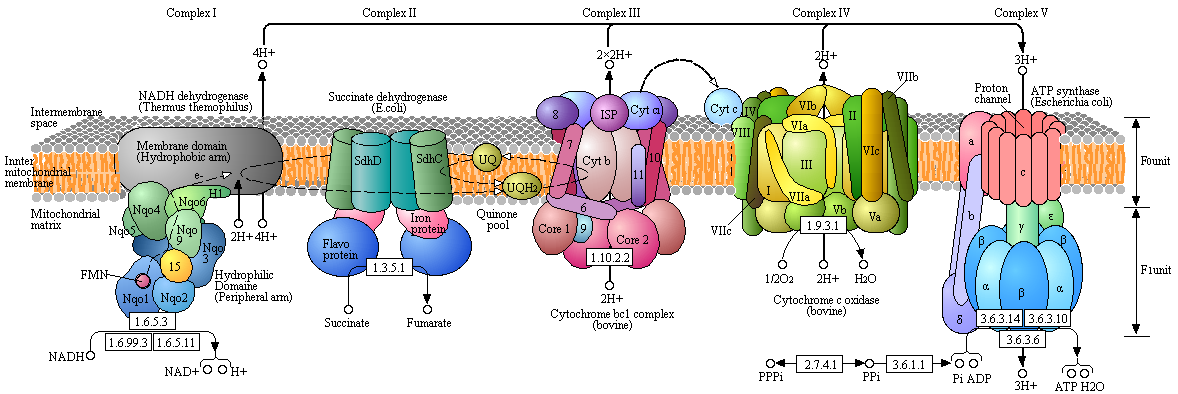 Complex I
Complex II
Complex III
Complex IV
Complex V
4H+
2×2H+
2H+
3H+
NADH dehydrogenase
(Thermus themophilus)
Succinate dehydrogenase
(E.coli)
Cyt c
VIIb
Proton
channel
ATP synthase
(Escherichia coli)
Intermembrane
space
Innter
mitochondrial
membrane
Mitochondrial
matrix
Membrane domain
(Hydrophobic arm)
e-
H1
Nqo6
Nqo4
Nqo5
Nqo
9
Nqo
3
15
FMN
Nqo1
Nqo2
2H+
4H+
Hydrophilic
Domaine
(Peripheral arm)
1.6.5.3
1.6.99.3
1.6.5.11
NADH
NAD+
H+
SdhD
SdhC
Flavo
protein
Iron
protein
1.3.5.1
Succinate
Fumarate
UQ
UQH2
Quinone
pool
8
ISP
Cyt c1
7
Cyt b
10
11
6
9
Core 1
Core 2
1.10.2.2
2H+
Cytochrome bc1 complex
(bovine)
IV
VIb
VIII
VIa
II
III
VIc
I
VIIa
VIIc
Vb
Va
1.9.3.1
1/2O2
2H+
H2O
Cytochrome c oxidase
(bovine)
a
c
b
γ
ε
β
β
α
β
α
δ
3.6.3.14
3.6.3.10
3.6.3.6
F0unit
F1unit
PPPi
2.7.4.1
PPi
3.6.1.1
Pi ADP
3H+
ATP H2O